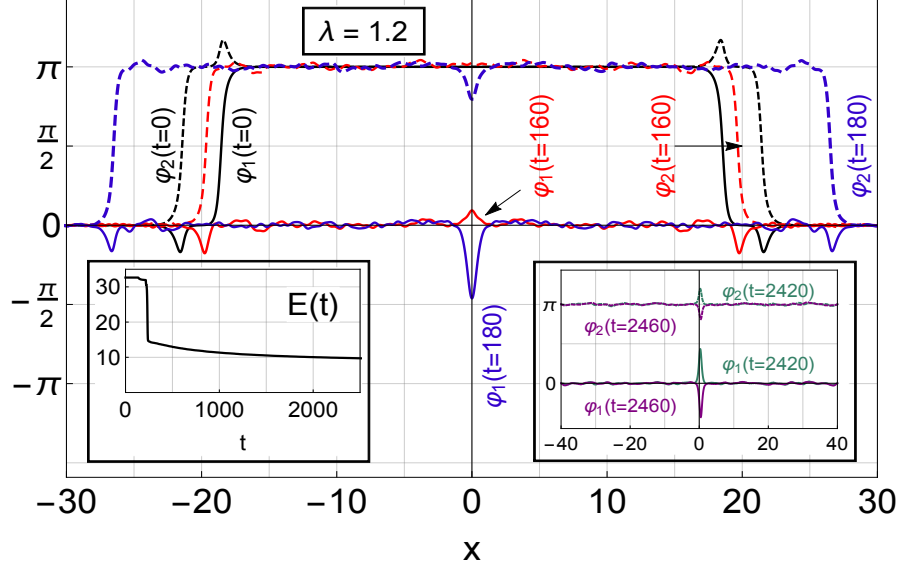 λ = 1.2
π
π/2
0
−π/2
−π
φ₂(t=0)
φ₁(t=0)
φ₁(t=160)
φ₂(t=160)
φ₂(t=180)
φ₁(t=180)
30
20
10
E(t)
0 1000 2000
t
π
0
φ₂(t=2420)
φ₂(t=2460)
φ₁(t=2420)
φ₁(t=2460)
−40 −20 0 20 40
−30 −20 −10 0 10 20 30
x